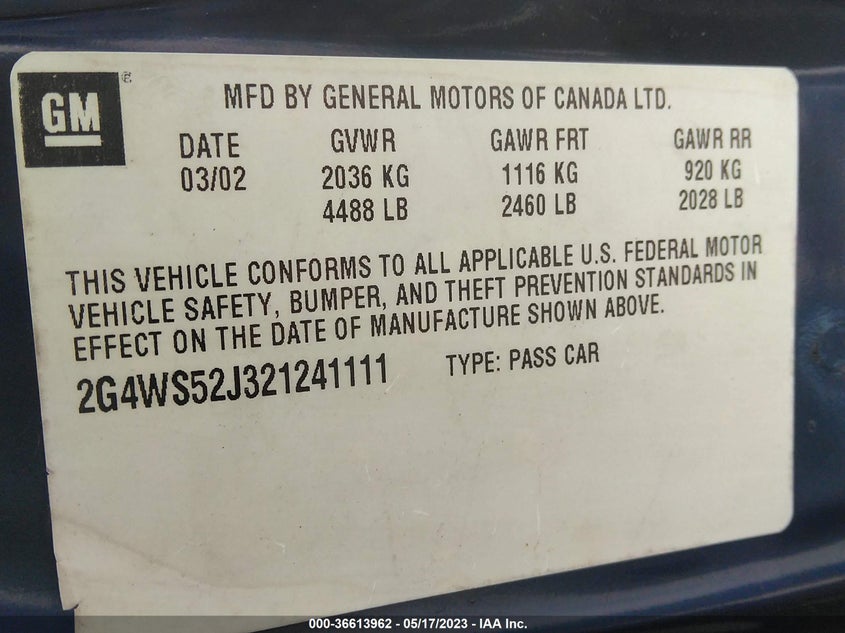 GM ®
MFD BY GENERAL MOTORS OF CANADA LTD.
DATE GVWR GAWR FRT GAWR RR
03/02 2036 KG 1116 KG 920 KG
4488 LB 2460 LB 2028 LB
THIS VEHICLE CONFORMS TO ALL APPLICABLE U.S. FEDERAL MOTOR
VEHICLE SAFETY, BUMPER, AND THEFT PREVENTION STANDARDS IN
EFFECT ON THE DATE OF MANUFACTURE SHOWN ABOVE.
2G4WS52J321241111 TYPE: PASS CAR
000-36613962 - 05/17/2023 - IAA Inc.